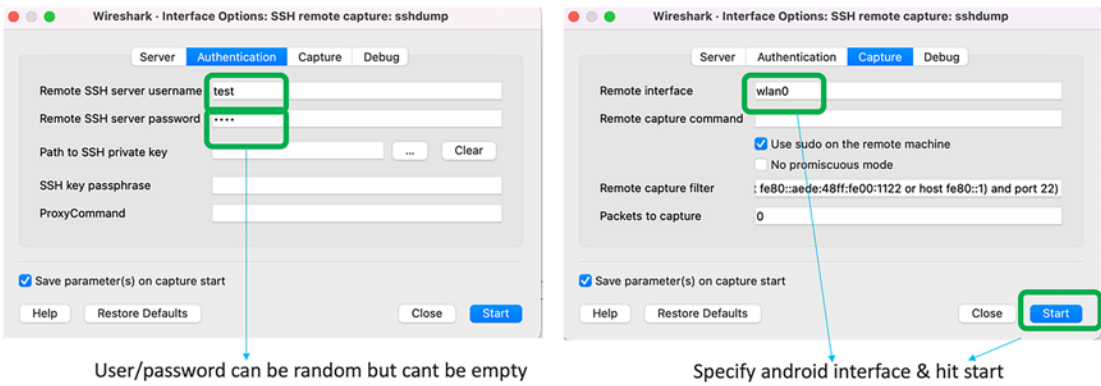 Wireshark · Interface Options: SSH remote capture: sshdump
Server Authentication Capture Debug
Remote SSH server username test
Remote SSH server password ••••
Path to SSH private key ... Clear
SSH key passphrase
ProxyCommand
Save parameter(s) on capture start
Help Restore Defaults Close Start
User/password can be random but cant be empty
Wireshark · Interface Options: SSH remote capture: sshdump
Server Authentication Capture Debug
Remote interface wlan0
Remote capture command
Use sudo on the remote machine
No promiscuous mode
Remote capture filter : fe80::aede:48ff:fe00:1122 or host fe80::1) and port 22)
Packets to capture 0
Save parameter(s) on capture start
Help Restore Defaults Close Start
Specify android interface & hit start